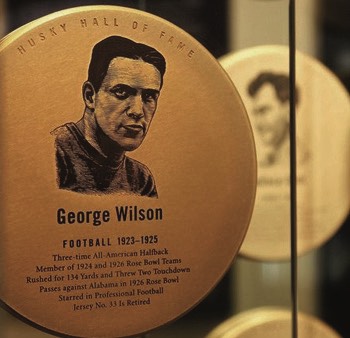 HUSKY HALL OF FAME
George Wilson
FOOTBALL 1923–1925
Three-time All-American Halfback
Member of 1924 and 1926 Rose Bowl Teams
Rushed for 134 Yards and Threw Two Touchdown
Passes against Alabama in 1926 Rose Bowl
Starred in Professional Football
Jersey No. 33 Is Retired